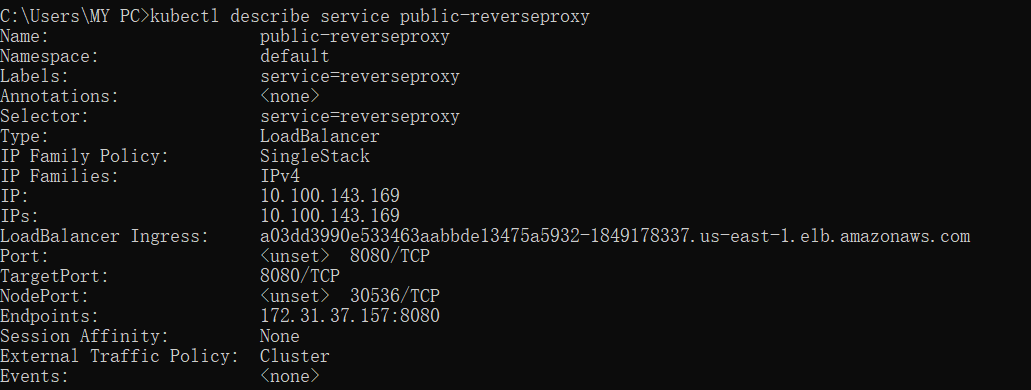 C:\Users\MY PC>kubectl describe service public-reverseproxy
Name:                     public-reverseproxy
Namespace:                default
Labels:                   service=reverseproxy
Annotations:              <none>
Selector:                 service=reverseproxy
Type:                     LoadBalancer
IP Family Policy:         SingleStack
IP Families:              IPv4
IP:                       10.100.143.169
IPs:                      10.100.143.169
LoadBalancer Ingress:     a03dd3990e533463aabbde13475a5932-1849178337.us-east-1.elb.amazonaws.com
Port:                     <unset>  8080/TCP
TargetPort:               8080/TCP
NodePort:                 <unset>  30536/TCP
Endpoints:                172.31.37.157:8080
Session Affinity:         None
External Traffic Policy:  Cluster
Events:                   <none>